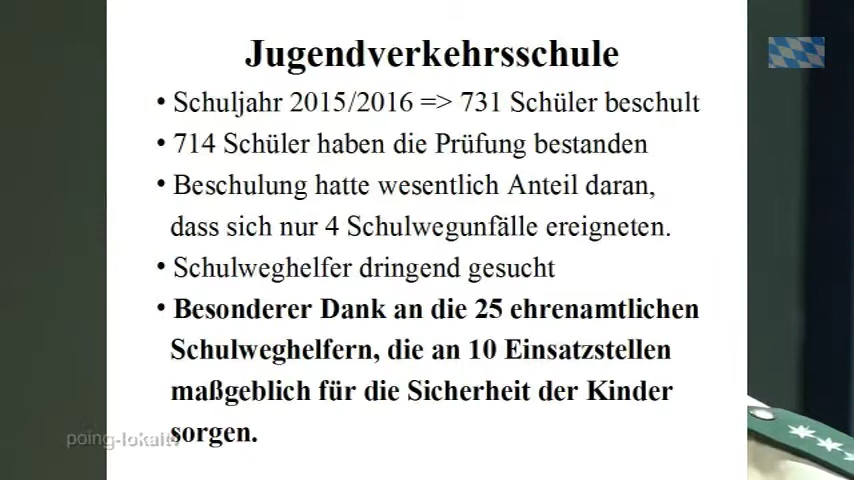 Jugendverkehrsschule
• Schuljahr 2015/2016 => 731 Schüler beschult
• 714 Schüler haben die Prüfung bestanden
• Beschulung hatte wesentlich Anteil daran,
dass sich nur 4 Schulwegunfälle ereigneten.
• Schulweghelfer dringend gesucht
• Besonderer Dank an die 25 ehrenamtlichen
Schulweghelfern, die an 10 Einsatzstellen
maßgeblich für die Sicherheit der Kinder
sorgen.
poing-lokaltv